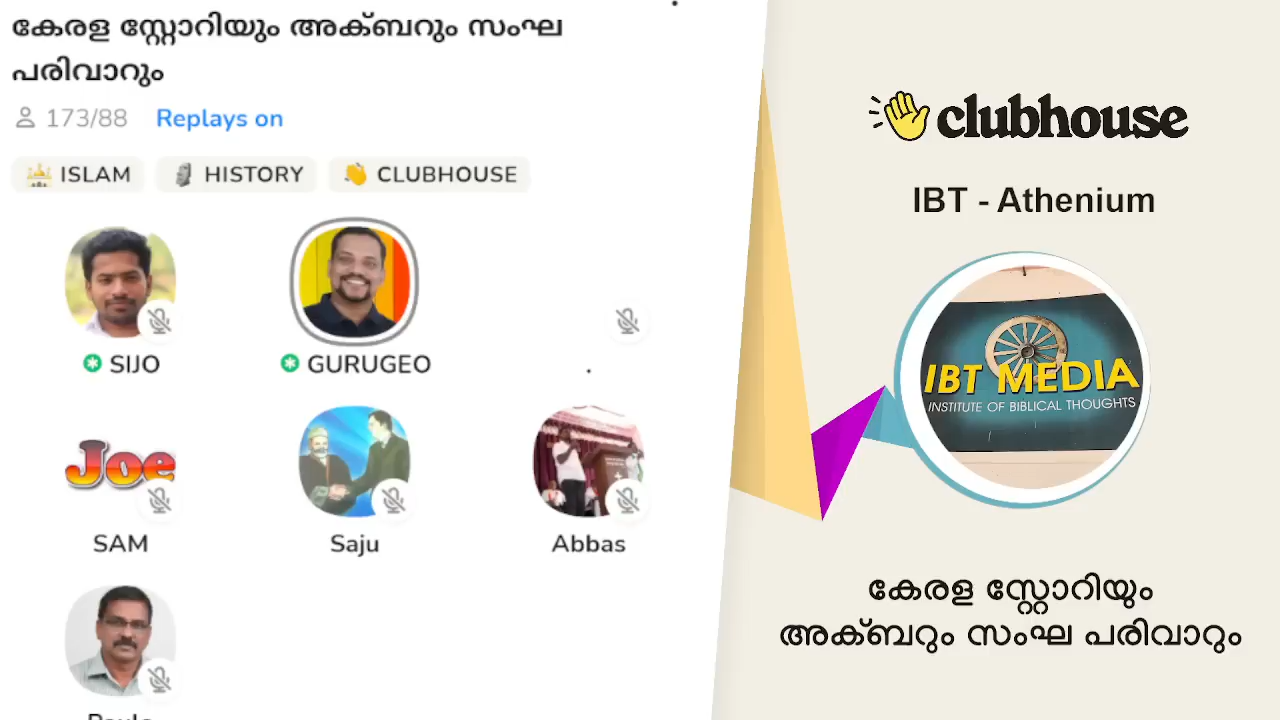 കേരള സ്റ്റോറിയും അക്ബറും സംഘ
പരിവാറും
173/88 Replays on
ISLAM HISTORY CLUBHOUSE
SIJO GURUGEO .
Joe
SAM Saju Abbas
clubhouse
IBT - Athenium
IBT MEDIA
INSTITUTE OF BIBLICAL THOUGHTS
കേരള സ്റ്റോറിയും
അക്ബറും സംഘ പരിവാറും